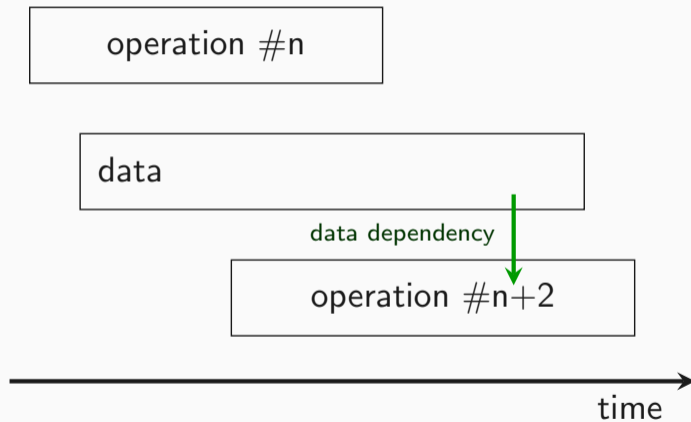 operation #n
data
data dependency
operation #n+2
time